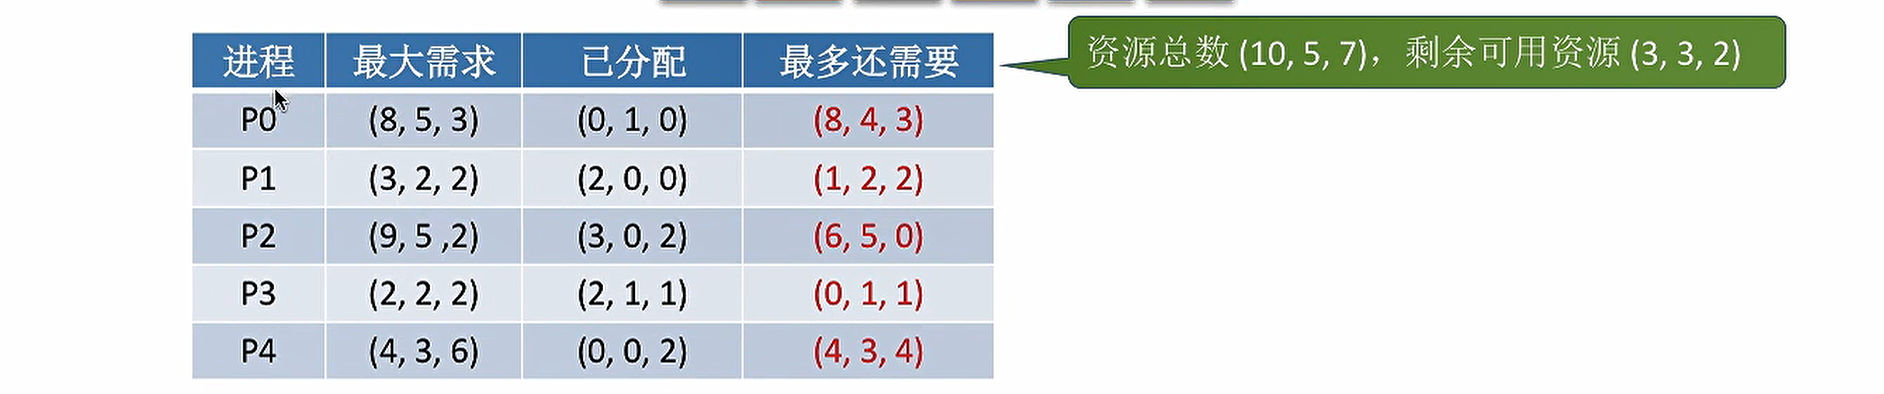 进程 最大需求 已分配 最多还需要
资源总数 (10, 5, 7)，剩余可用资源 (3, 3, 2)
P0 (8, 5, 3) (0, 1, 0) (8, 4, 3)
P1 (3, 2, 2) (2, 0, 0) (1, 2, 2)
P2 (9, 5 ,2) (3, 0, 2) (6, 5, 0)
P3 (2, 2, 2) (2, 1, 1) (0, 1, 1)
P4 (4, 3, 6) (0, 0, 2) (4, 3, 4)